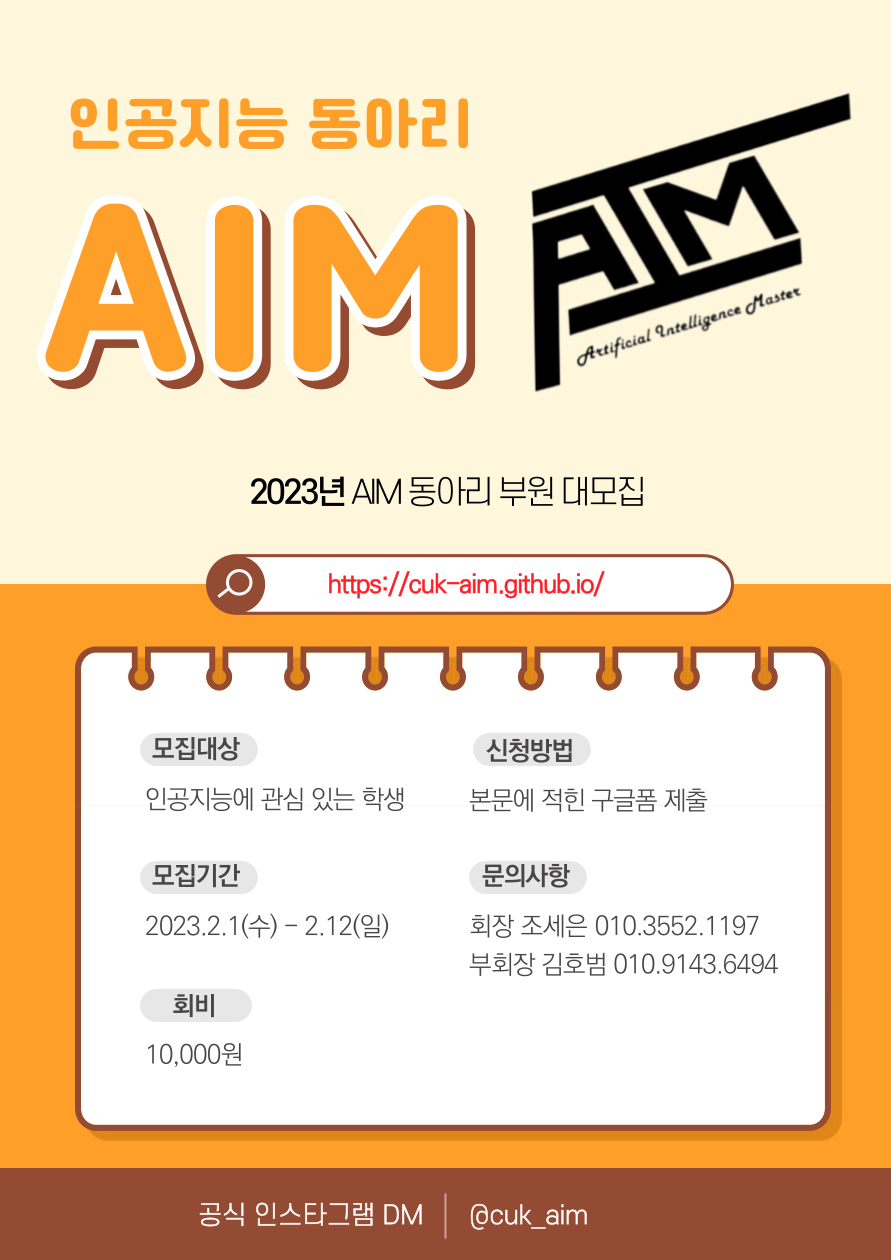 인공지능 동아리
AIM
AIM
Artificial Intelligence Master
2023년 AIM 동아리 부원 대모집
https://cuk-aim.github.io/
모집대상
인공지능에 관심 있는 학생
모집기간
2023.2.1(수) - 2.12(일)
회비
10,000원
신청방법
본문에 적힌 구글폼 제출
문의사항
회장 조세은 010.3552.1197
부회장 김호범 010.9143.6494
공식 인스타그램 DM | @cuk_aim